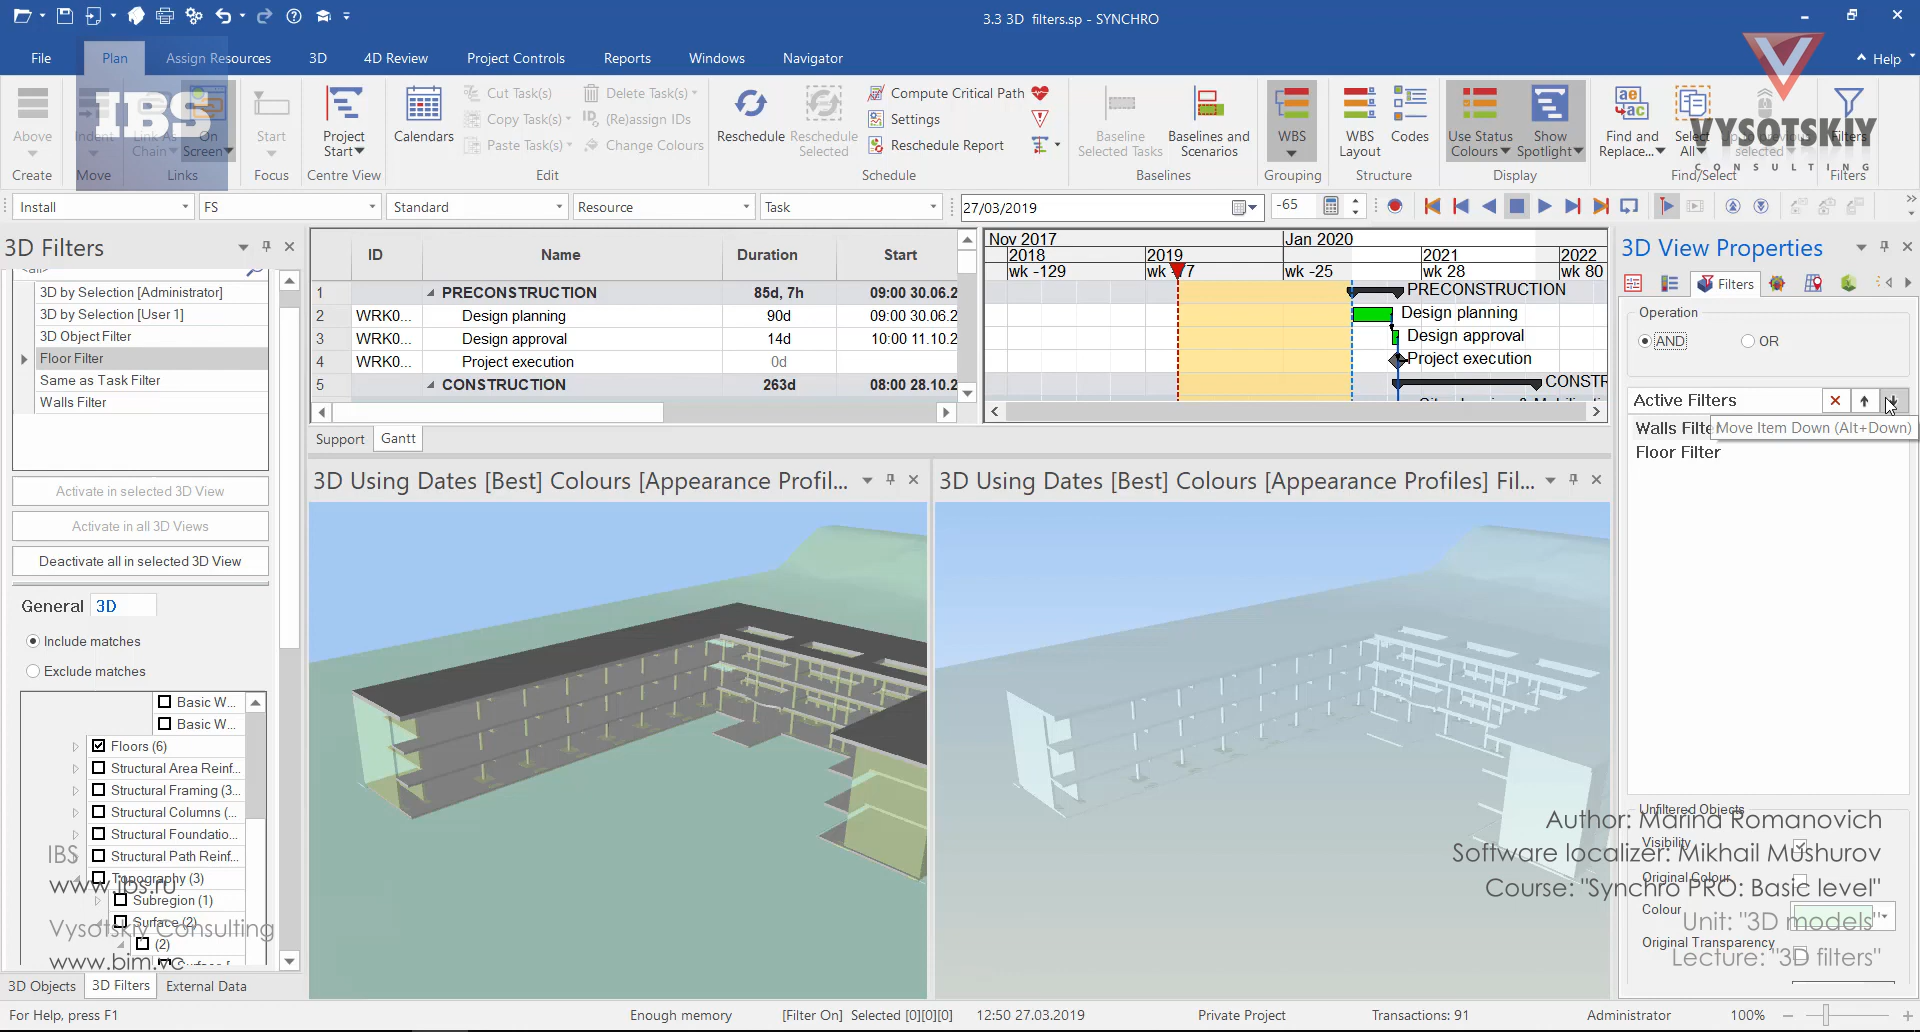 3.3 3D filters.sp - SYNCHRO
File Plan Assign Resources 3D 4D Review Project Controls Reports Windows Navigator Help
Above
Create
Indent
Move
Link As Chain
On Screen
Links
Start
Focus
Project Start
Centre View
Calendars
Cut Task(s)
Copy Task(s)
Paste Task(s)
Delete Task(s)
(Re)assign IDs
Change Colours
Edit
Reschedule
Reschedule Selected
Compute Critical Path
Settings
Reschedule Report
Schedule
Baseline Selected Tasks
Baselines and Scenarios
Baselines
WBS
Grouping
WBS Layout
Codes
Structure
Use Status Colours
Show Spotlight
Display
Find and Replace...
Select All
selected
Find/Select
Filters
Filters
IBS
VYSOTSKIY
CONSULTING
Install FS Standard Resource Task 27/03/2019 -65
3D Filters
<all>
3D by Selection [Administrator]
3D by Selection [User 1]
3D Object Filter
Floor Filter
Same as Task Filter
Walls Filter
Activate in selected 3D View
Activate in all 3D Views
Deactivate all in selected 3D View
General 3D
Include matches
Exclude matches
Basic W...
Basic W...
Floors (6)
Structural Area Reinf...
Structural Framing (3...
Structural Columns (...
Structural Foundatio...
Structural Path Reinf...
Topography (3)
Subregion (1)
Surface (2)
(2)
IBS
www.ibs.ru
Vysotskiy Consulting
www.bim.vc
3D Objects 3D Filters External Data
ID Name Duration Start
1 PRECONSTRUCTION 85d, 7h 09:00 30.06.2
2 WRK0... Design planning 90d 09:00 30.06.2
3 WRK0... Design approval 14d 10:00 11.10.2
4 WRK0... Project execution 0d
5 CONSTRUCTION 263d 08:00 28.10.2
Support Gantt
Nov 2017 Jan 2020
2018 2019 2021 2022
wk -129 wk -25 wk 28 wk 80
PRECONSTRUCTION
Design planning
Design approval
Project execution
CONSTR
3D Using Dates [Best] Colours [Appearance Profil...
3D Using Dates [Best] Colours [Appearance Profiles] Fil...
3D View Properties
Filters
Operation
AND OR
Active Filters
Walls Filte
Move Item Down (Alt+Down)
Floor Filter
Unfiltered Objects
Visibility
Original Colour
Colour
Original Transparency
Author: Marina Romanovich
Software localizer: Mikhail Mushurov
Course: "Synchro PRO: Basic level"
Unit: "3D models"
Lecture: "3D filters"
For Help, press F1 Enough memory [Filter On] Selected [0][0][0] 12:50 27.03.2019 Private Project Transactions: 91 Administrator 100%